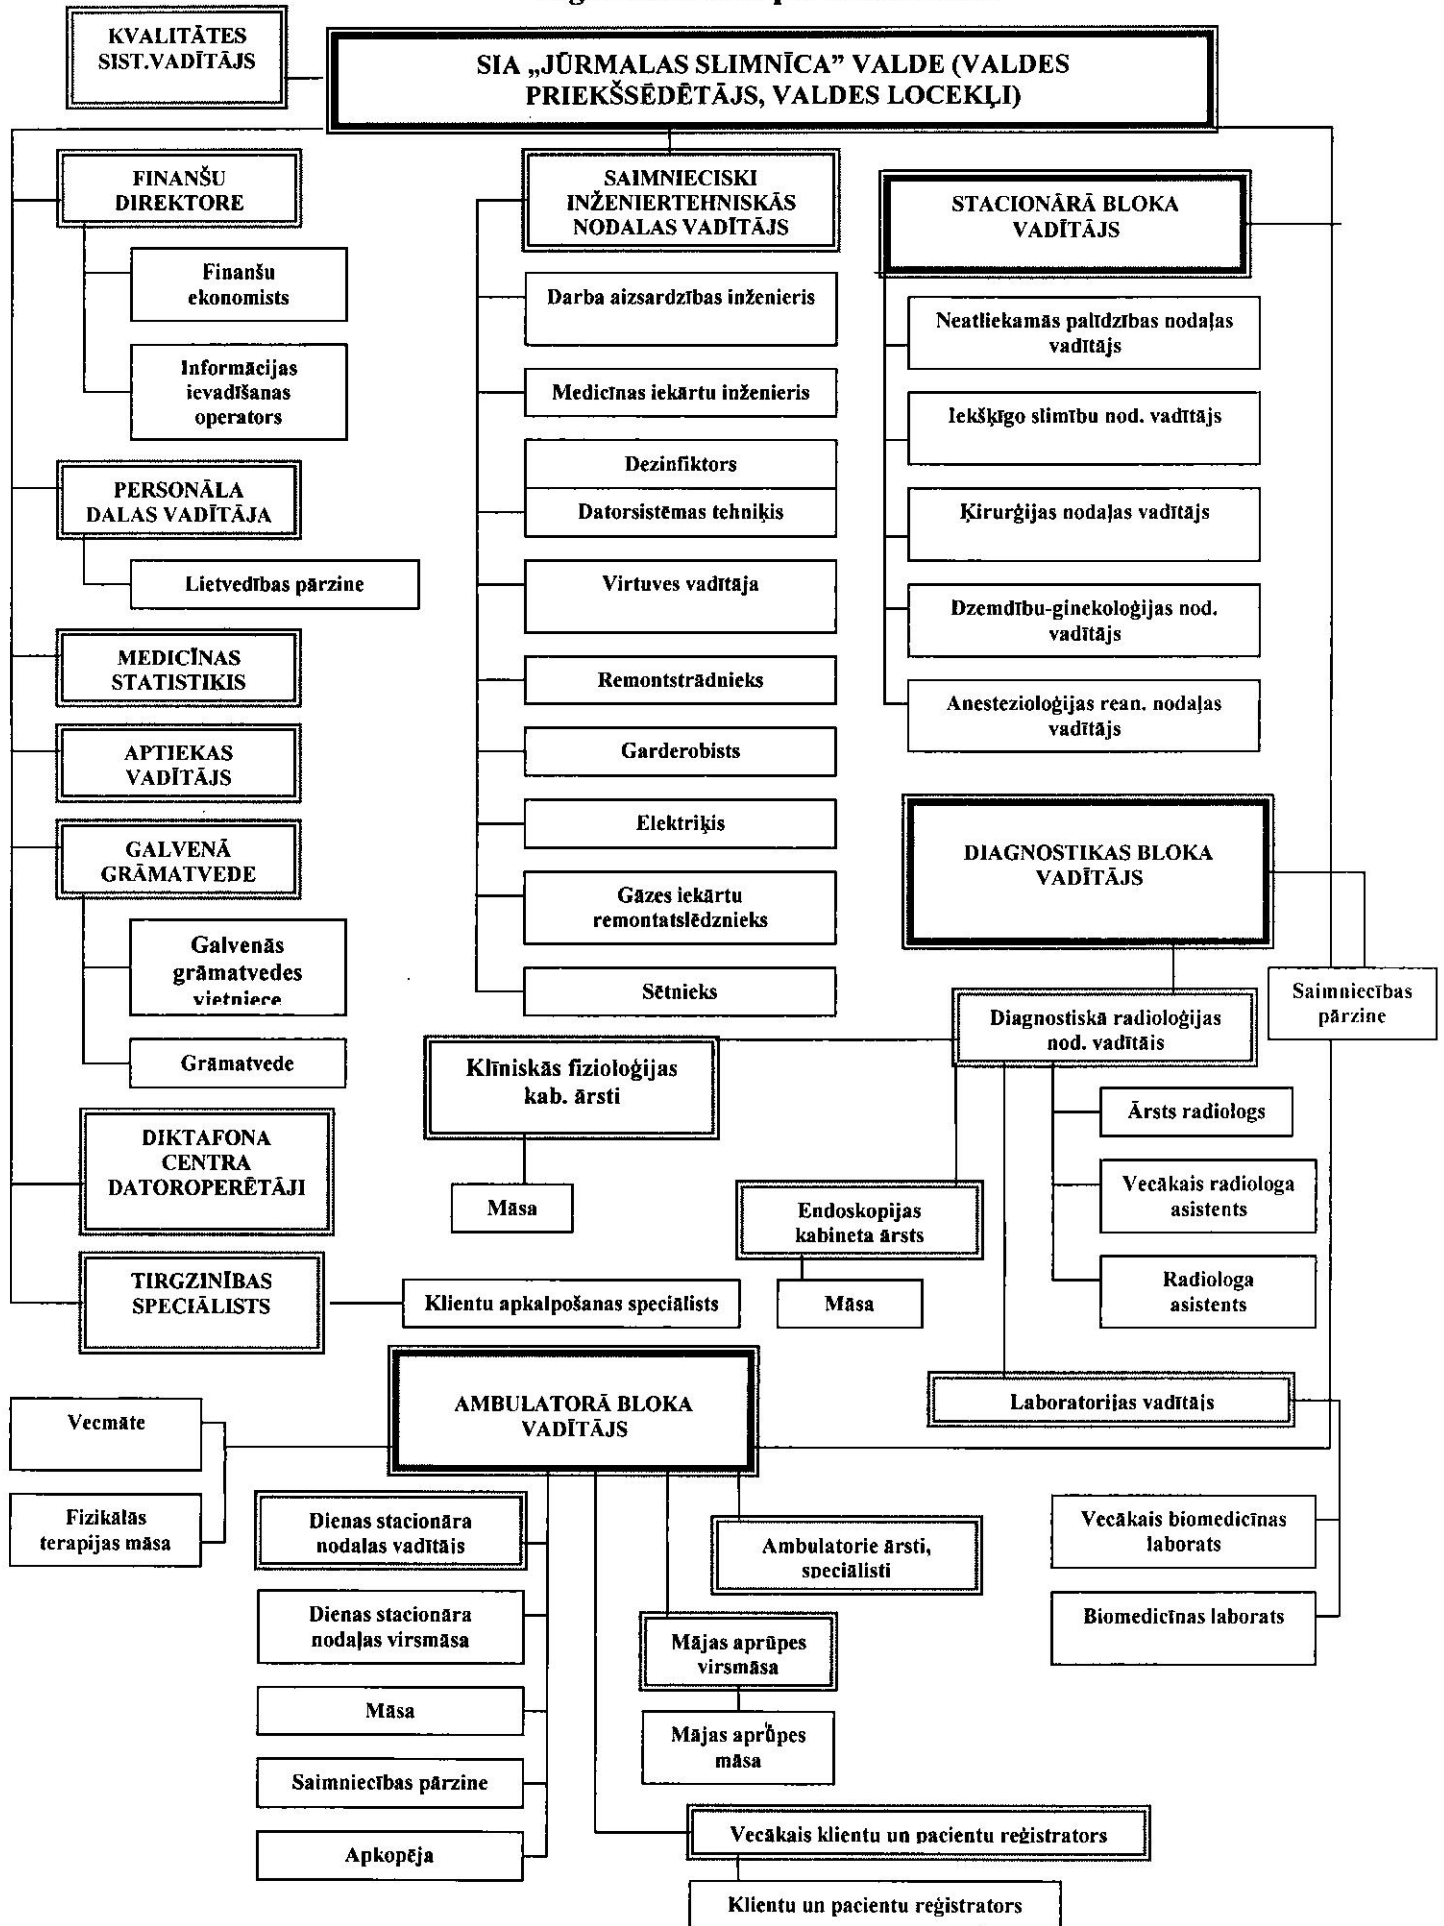 KVALITĀTES
SIST.VADĪTĀJS
SIA „JŪRMALAS SLIMNĪCA” VALDE (VALDES
PRIEKŠSĒDĒTĀJS, VALDES LOCEKĻI)
FINANŠU
DIREKTORE
Finanšu
ekonomists
Informācijas
ievadīšanas
operators
PERSONĀLA
DALAS VADĪTĀJA
Lietvedības pārzine
MEDICĪNAS
STATISTIĶIS
APTIEKAS
VADĪTĀJS
GALVENĀ
GRĀMATVEDE
Galvenās
grāmatvedes
vietniece
Grāmatvede
DIKTAFONA
CENTRA
DATOROPERĒTĀJI
TIRGZINĪBAS
SPECIĀLISTS
Klientu apkalpošanas speciālists
SAIMNIECISKI
INŽENIERTEHNISKĀS
NODALAS VADĪTĀJS
Darba aizsardzības inženieris
Medicīnas iekārtu inženieris
Dezinfiktors
Datorsistēmas tehniķis
Virtuves vadītāja
Remontstrādnieks
Garderobists
Elektriķis
Gāzes iekārtu
remontatslēdznieks
Sētnieks
STACIONĀRĀ BLOKA
VADĪTĀJS
Neatliekamās palīdzības nodaļas
vadītājs
Iekšķīgo slimību nod. vadītājs
Ķirurģijas nodaļas vadītājs
Dzemdību-ginekoloģijas nod.
vadītājs
Anestezioloģijas rean. nodaļas
vadītājs
DIAGNOSTIKAS BLOKA
VADĪTĀJS
Saimniecības
pārzine
Diagnostiskā radioloģijas
nod. vadītājs
Klīniskās fizioloģijas
kab. ārsti
Māsa
Endoskopijas
kabineta ārsts
Māsa
Ārsts radiologs
Vecākais radiologa
asistents
Radiologa
asistents
Laboratorijas vadītājs
Vecākais biomedicīnas
laborats
Biomedicīnas laborats
AMBULATORĀ BLOKA
VADĪTĀJS
Vecmāte
Fizikālās
terapijas māsa
Dienas stacionāra
nodaļas vadītājs
Dienas stacionāra
nodaļas virsmāsa
Māsa
Saimniecības pārzine
Apkopēja
Ambulatorie ārsti,
speciālisti
Mājas aprūpes
virsmāsa
Mājas aprūpes
māsa
Vecākais klientu un pacientu reģistrators
Klientu un pacientu reģistrators